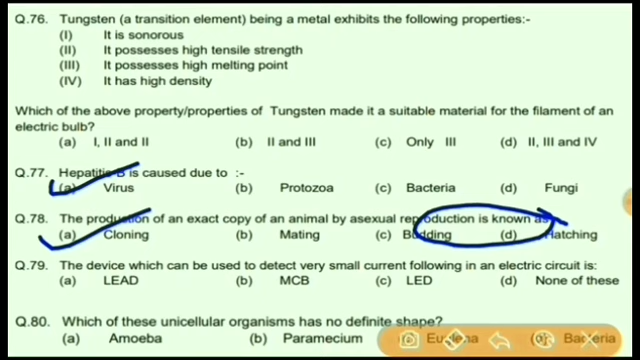 Q.76. Tungsten (a transition element) being a metal exhibits the following properties:-
(I) It is sonorous
(II) It possesses high tensile strength
(III) It possesses high melting point
(IV) It has high density
Which of the above property/properties of Tungsten made it a suitable material for the filament of an
electric bulb?
(a) I, II and II (b) II and III (c) Only III (d) II, III and IV
Q.77. Hepatitis B is caused due to :-
(a) Virus (b) Protozoa (c) Bacteria (d) Fungi
Q.78. The production of an exact copy of an animal by asexual reproduction is known as
(a) Cloning (b) Mating (c) Budding (d) Hatching
Q.79. The device which can be used to detect very small current following in an electric circuit is:
(a) LEAD (b) MCB (c) LED (d) None of these
Q.80. Which of these unicellular organisms has no definite shape?
(a) Amoeba (b) Paramecium (c) Euglena (d) Bacteria